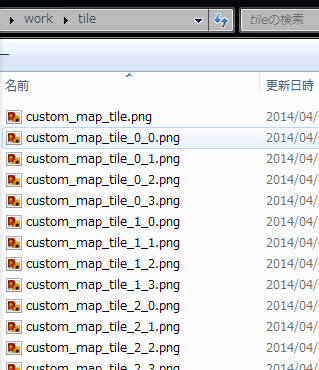 work tile tileの検索
名前 更新日時
custom_map_tile.png 2014/04/
custom_map_tile_0_0.png 2014/04/
custom_map_tile_0_1.png 2014/04/
custom_map_tile_0_2.png 2014/04/
custom_map_tile_0_3.png 2014/04/
custom_map_tile_1_0.png 2014/04/
custom_map_tile_1_1.png 2014/04/
custom_map_tile_1_2.png 2014/04/
custom_map_tile_1_3.png 2014/04/
custom_map_tile_2_0.png 2014/04/
custom_map_tile_2_1.png 2014/04/
custom_map_tile_2_2.png 2014/04/
custom_map_tile_2_3.png 2014/04/